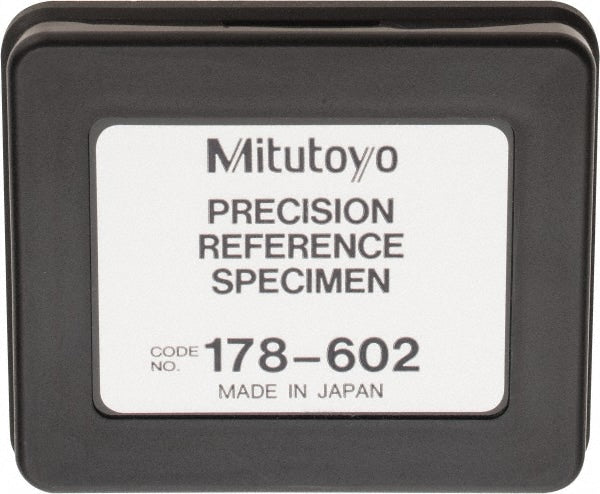 Mitutoyo
PRECISION
REFERENCE
SPECIMEN
CODE NO. 178-602
MADE IN JAPAN